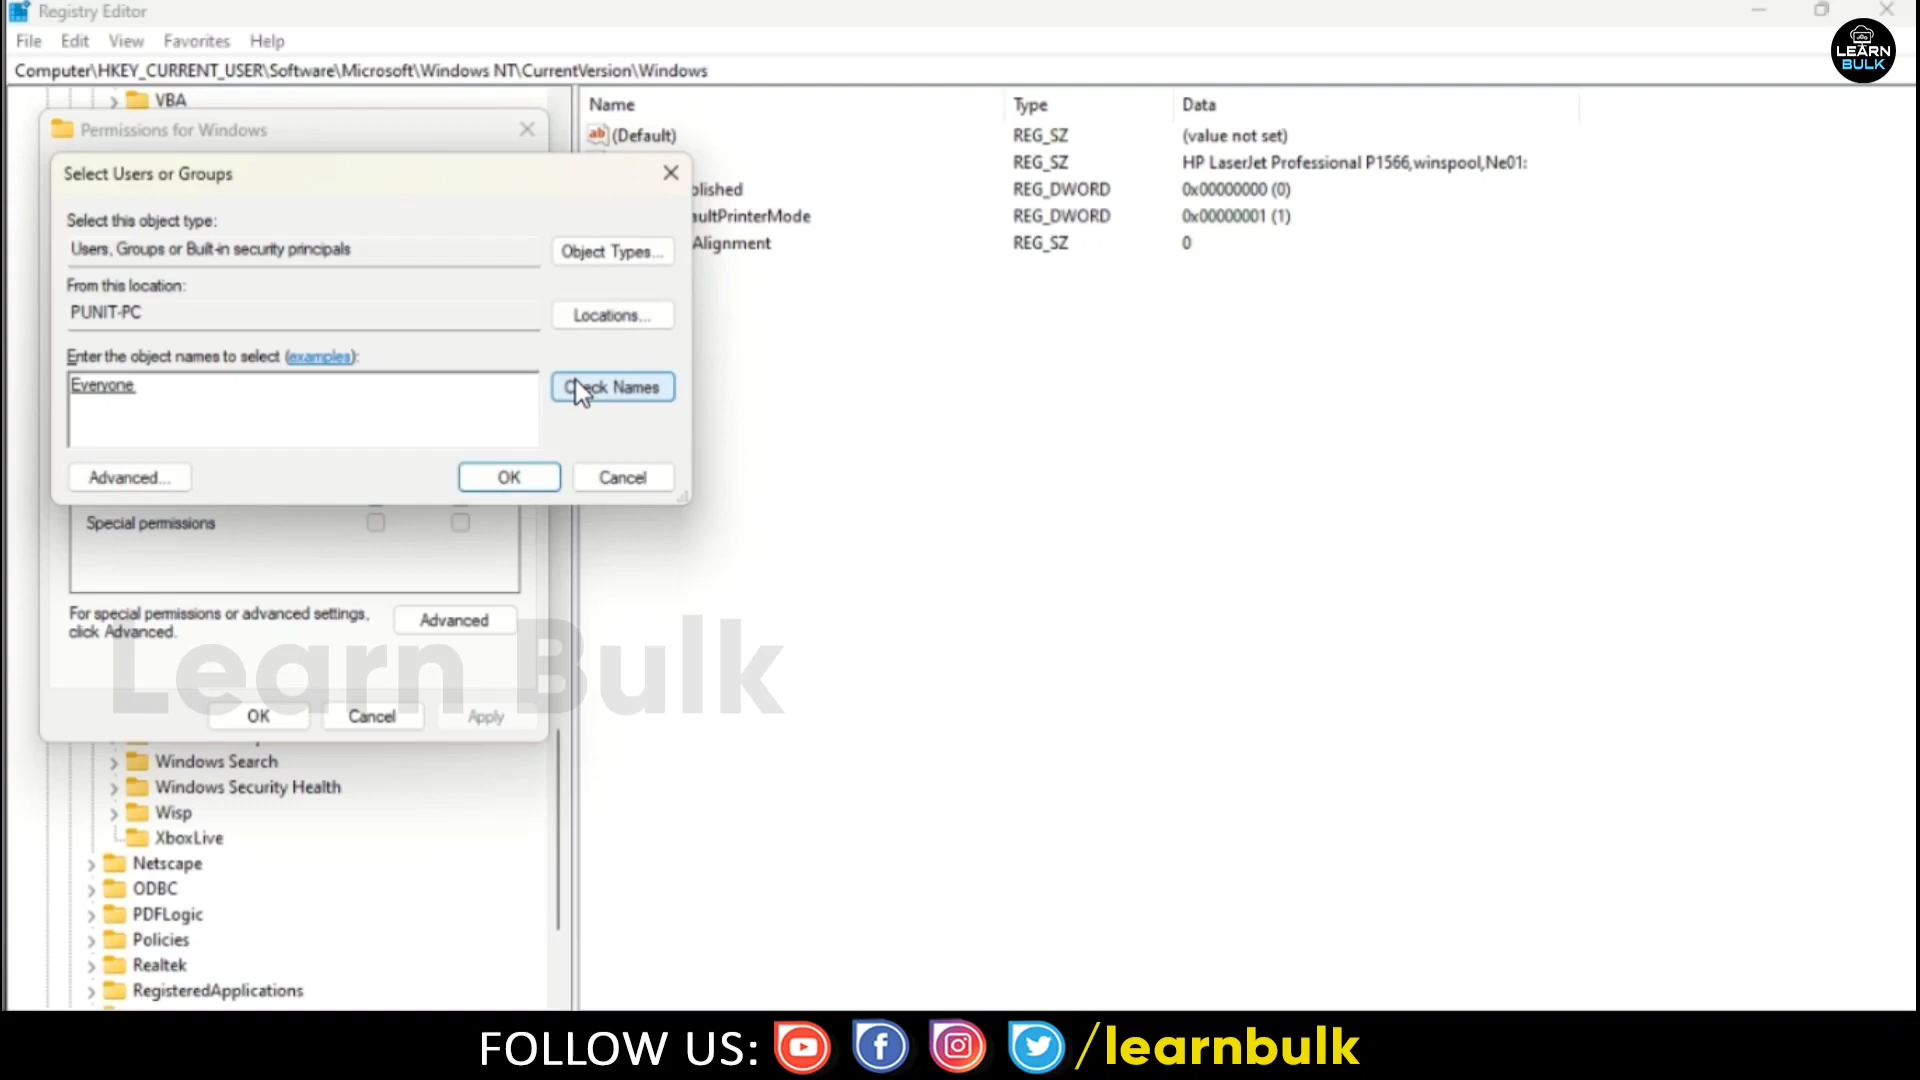 Registry Editor
File Edit View Favorites Help
LEARN
BULK
Computer\HKEY_CURRENT_USER\Software\Microsoft\Windows NT\CurrentVersion\Windows
VBA
Permissions for Windows
Select Users or Groups
Select this object type:
Users, Groups or Built-in security principals
Object Types...
From this location:
PUNIT-PC
Locations...
Enter the object names to select (examples):
Everyone
Check Names
Advanced...
OK
Cancel
Special permissions
For special permissions or advanced settings,
click Advanced.
Advanced
OK
Cancel
Apply
Learn Bulk
Windows Search
Windows Security Health
Wisp
XboxLive
Netscape
ODBC
PDFLogic
Policies
Realtek
RegisteredApplications
Name Type Data
(Default) REG_SZ (value not set)
REG_SZ HP LaserJet Professional P1566,winspool,Ne01:
blished REG_DWORD 0x00000000 (0)
aultPrinterMode REG_DWORD 0x00000001 (1)
Alignment REG_SZ 0
FOLLOW US: /learnbulk